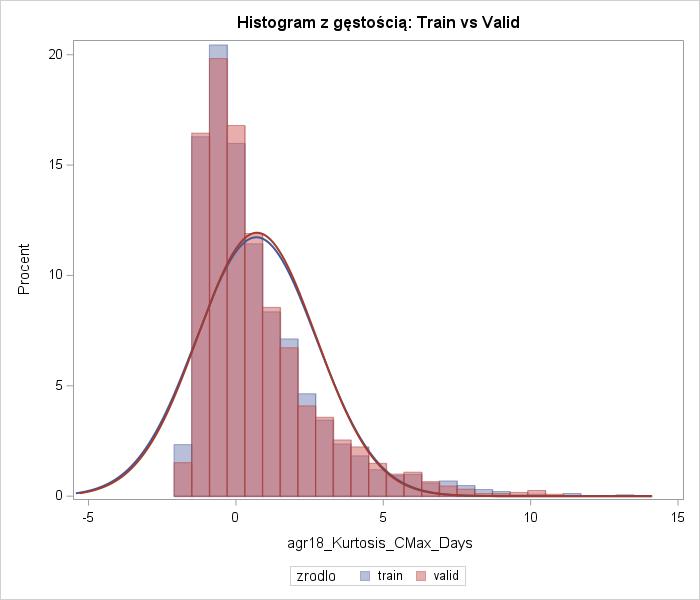 Histogram z gęstością: Train vs Valid
20
15
10
5
0
Procent
-5 0 5 10 15
agr18_Kurtosis_CMax_Days
zrodlo train valid